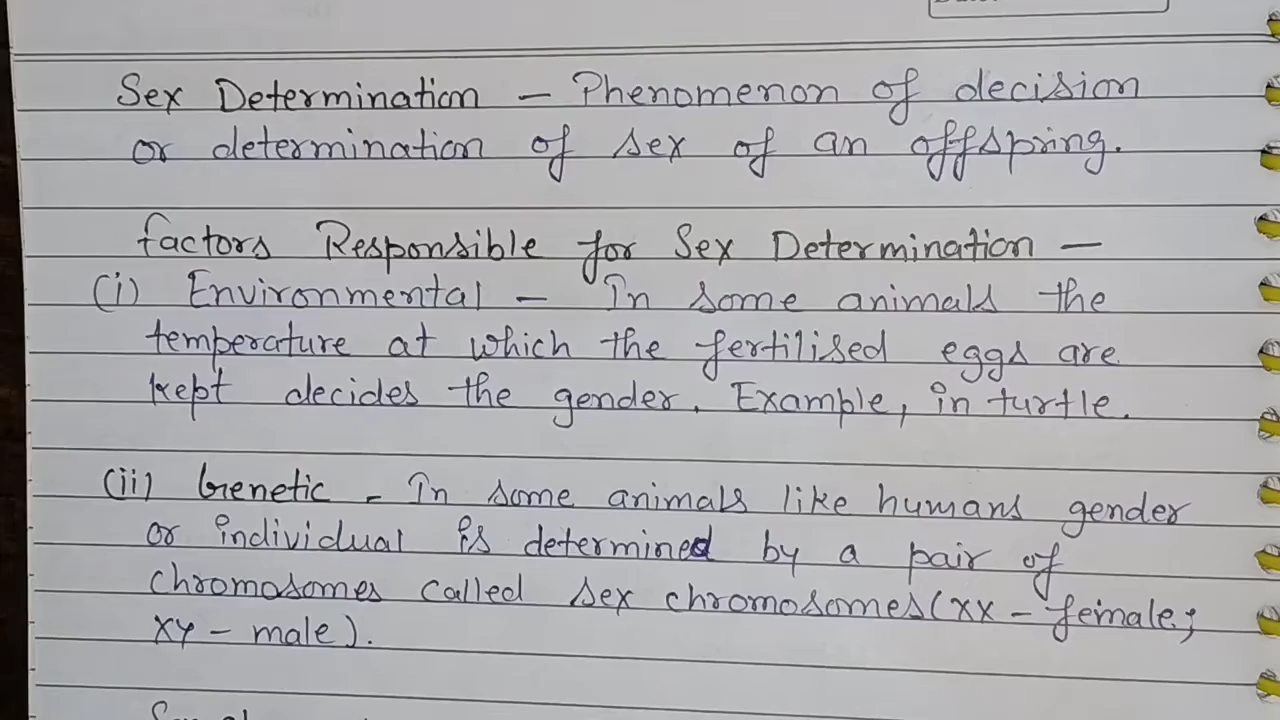 Sex Determination – Phenomenon of decision
or determination of sex of an offspring.
factors Responsible for Sex Determination –
(i) Environmental – In some animals the
temperature at which the fertilised eggs are
kept decides the gender. Example, in turtle.
(ii) Genetic - In some animals like humans gender
or individual is determined by a pair of
chromosomes called sex chromosomes (XX – female;
XY – male).